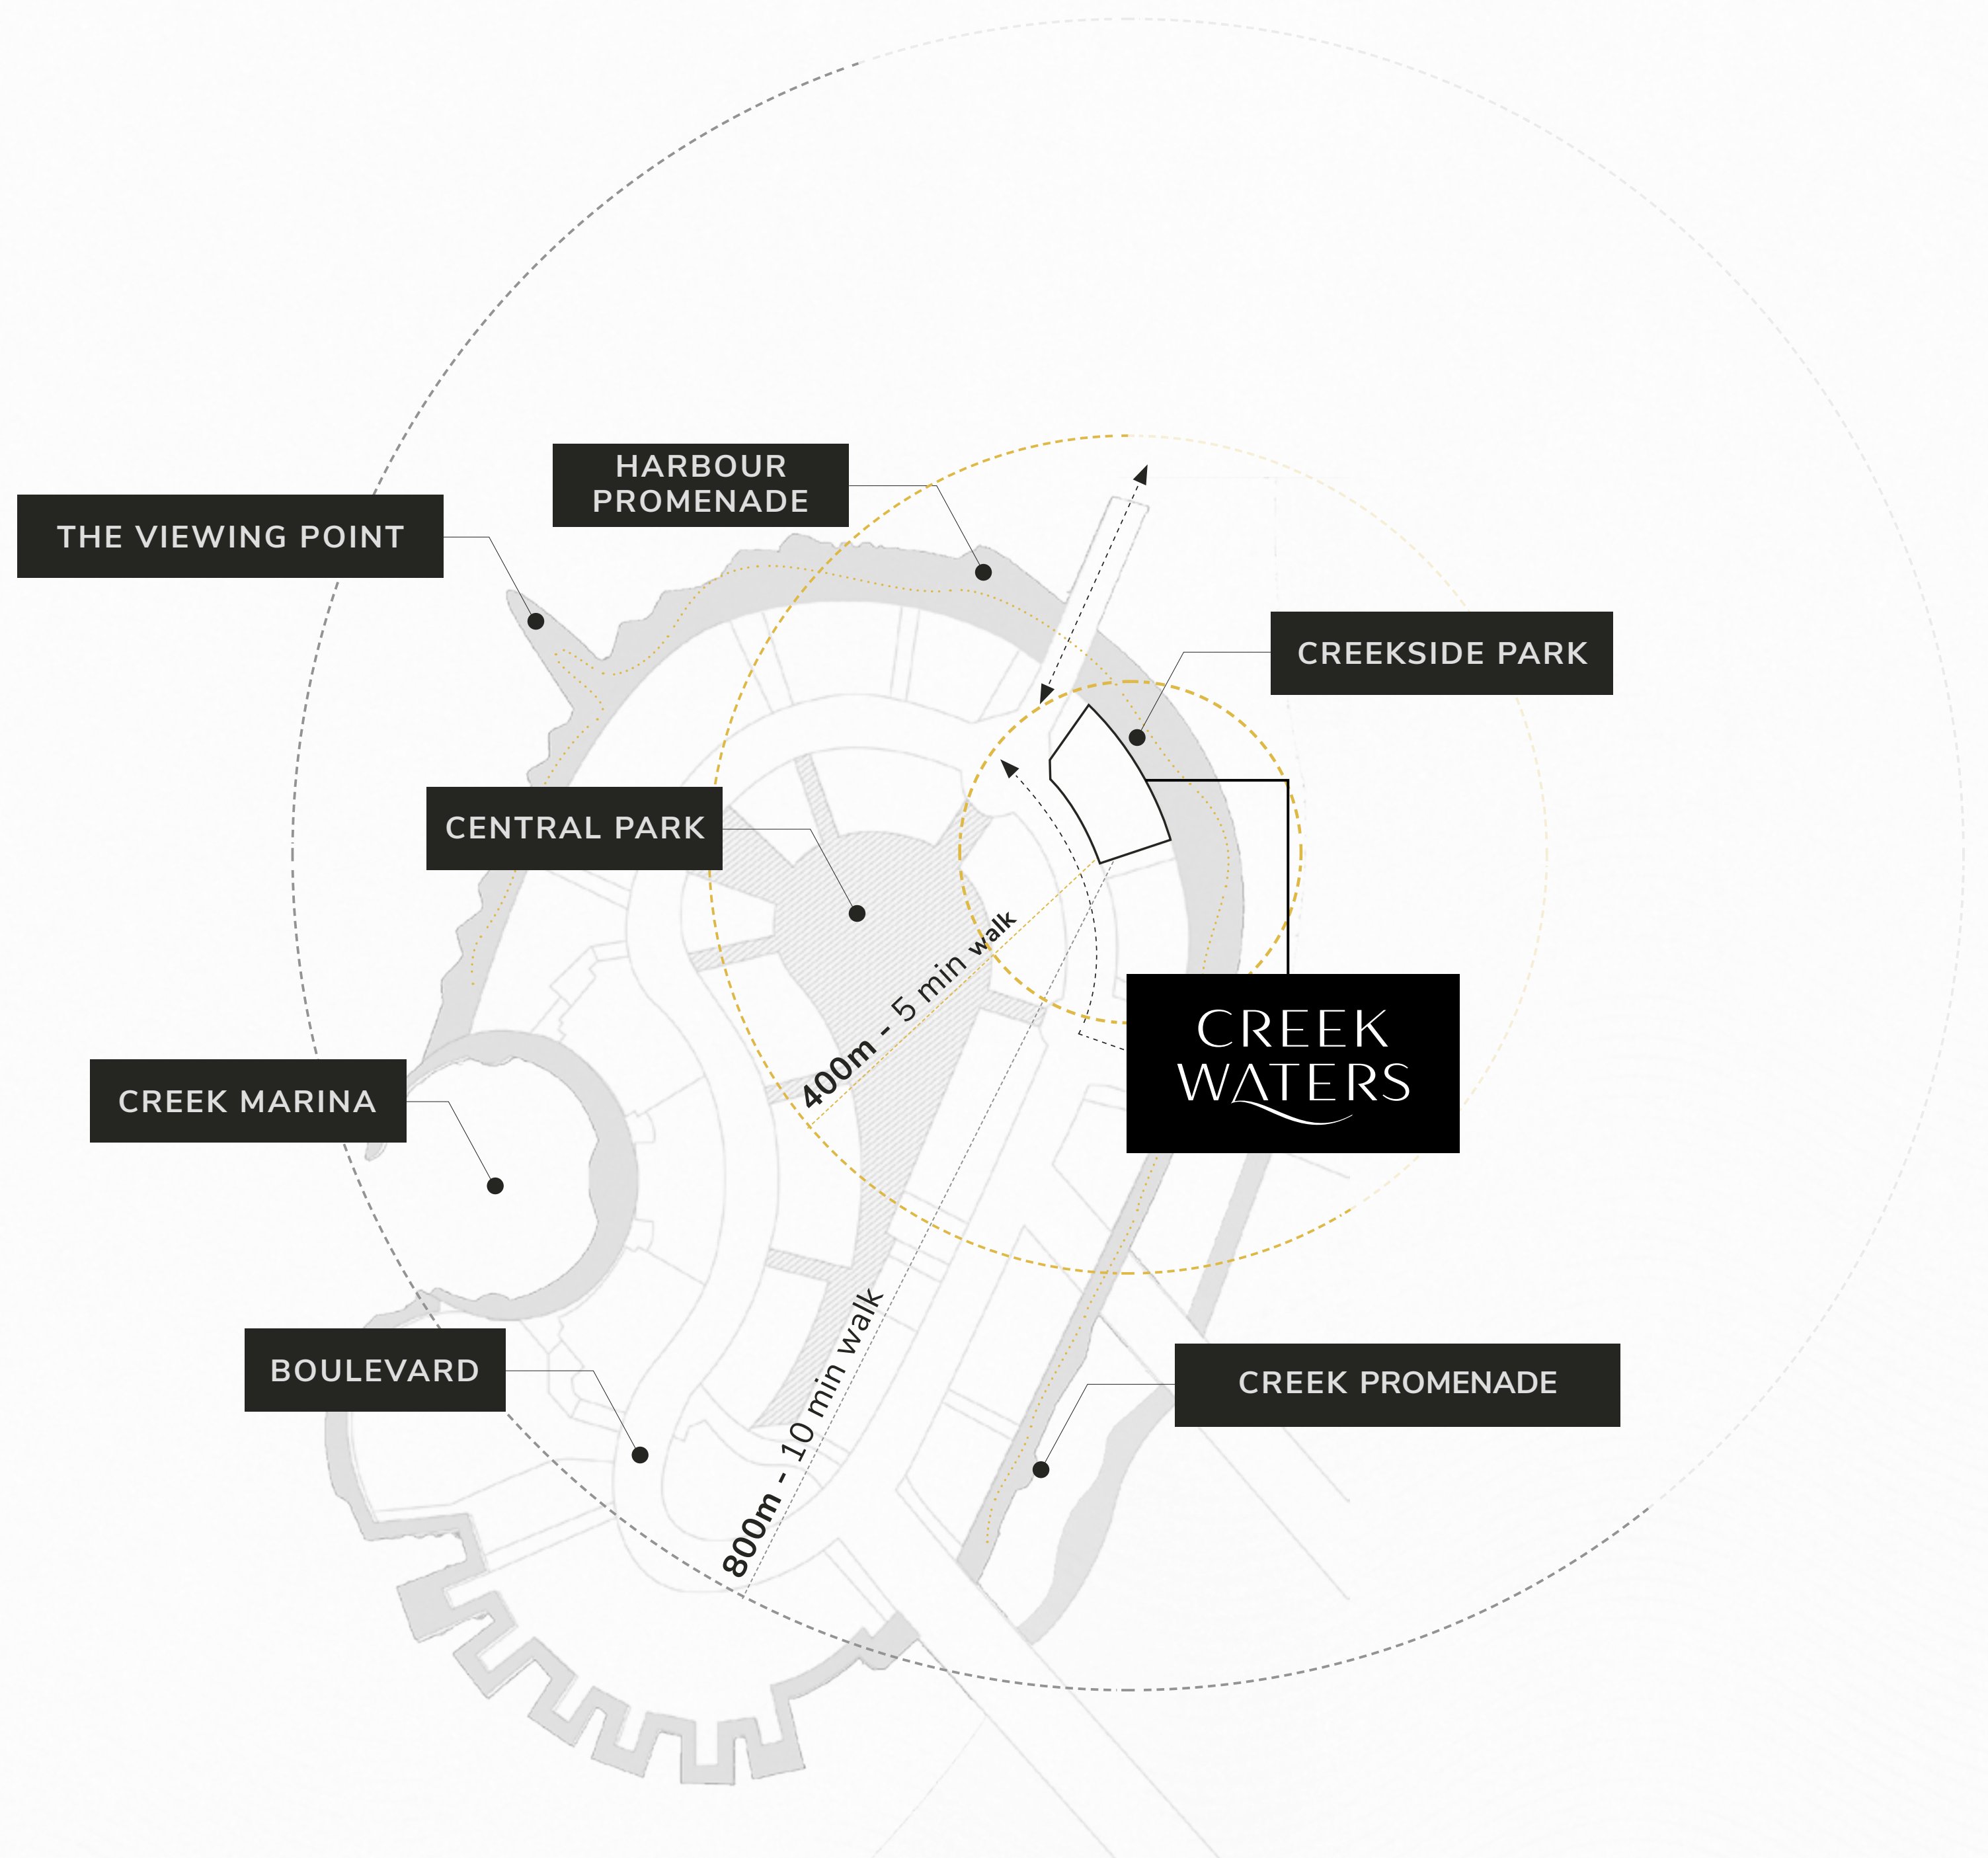 HARBOUR
PROMENADE
THE VIEWING POINT
CREEKSIDE PARK
CENTRAL PARK
400m - 5 min walk
CREEK
WATERS
CREEK MARINA
BOULEVARD
800m - 10 min walk
CREEK PROMENADE